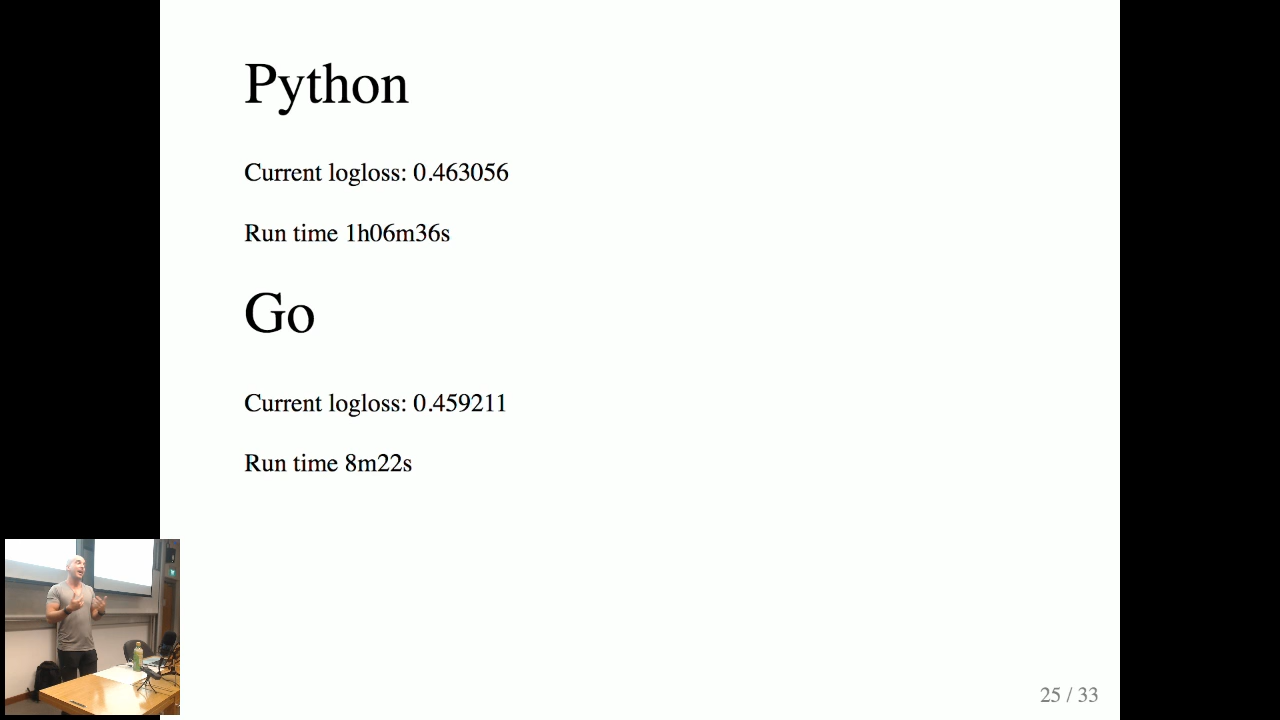 Python
Current logloss: 0.463056
Run time 1h06m36s
Go
Current logloss: 0.459211
Run time 8m22s
25 / 33